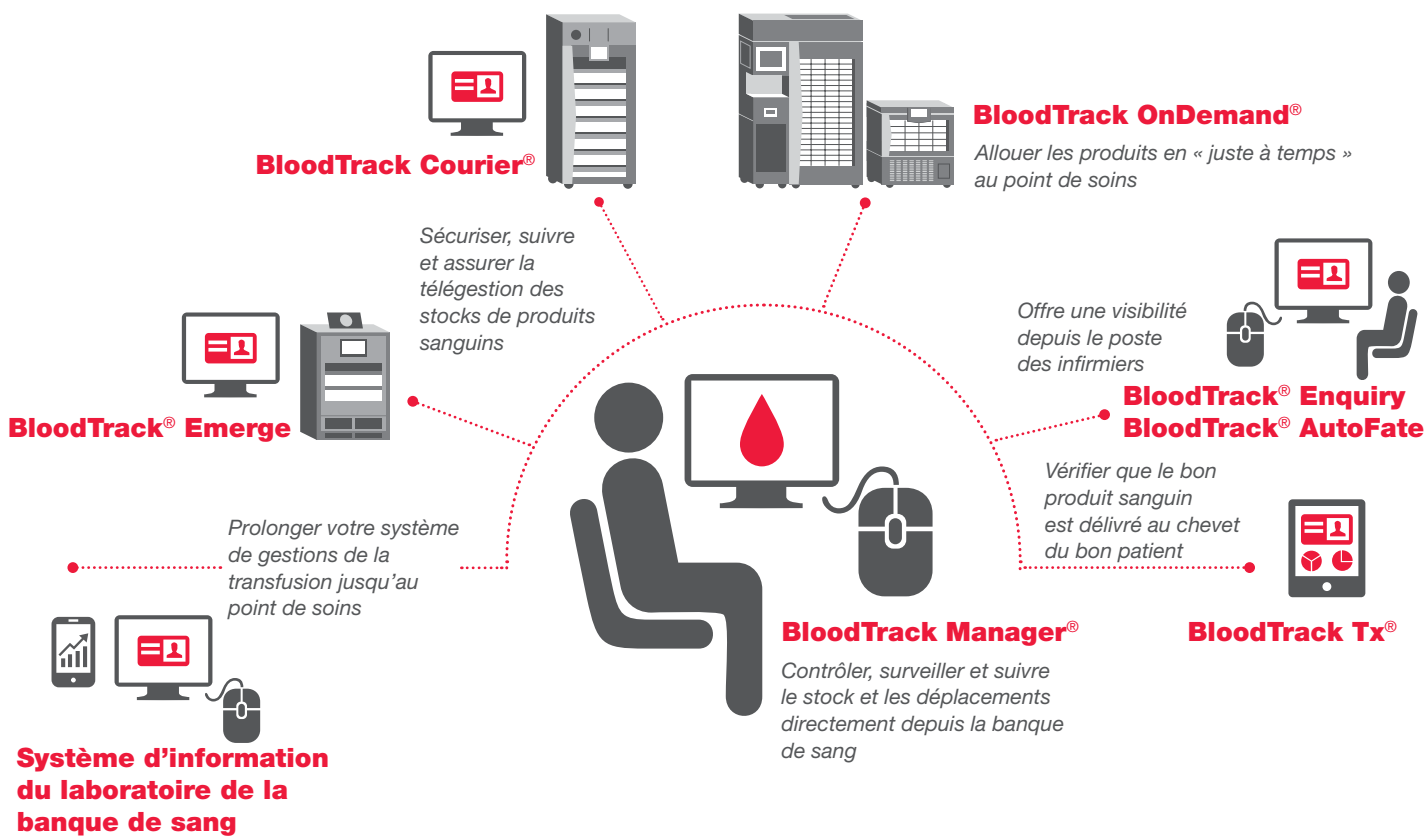 BloodTrack Courier®
Sécuriser, suivre
et assurer la
télégestion des
stocks de produits
sanguins
BloodTrack OnDemand®
Allouer les produits en « juste à temps »
au point de soins
BloodTrack® Emerge
Offre une visibilité
depuis le poste
des infirmiers
BloodTrack® Enquiry
BloodTrack® AutoFate
Prolonger votre système
de gestions de la
transfusion jusqu’au
point de soins
Système d’information
du laboratoire de la
banque de sang
BloodTrack Manager®
Contrôler, surveiller et suivre
le stock et les déplacements
directement depuis la banque
de sang
Vérifier que le bon
produit sanguin
est délivré au chevet
du bon patient
BloodTrack Tx®